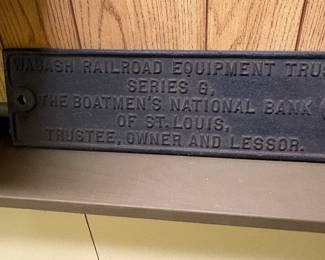 WABASH RAILROAD EQUIPMENT TRUS
SERIES G,
THE BOATMEN'S NATIONAL BANK
OF ST. LOUIS,
TRUSTEE, OWNER AND LESSOR.